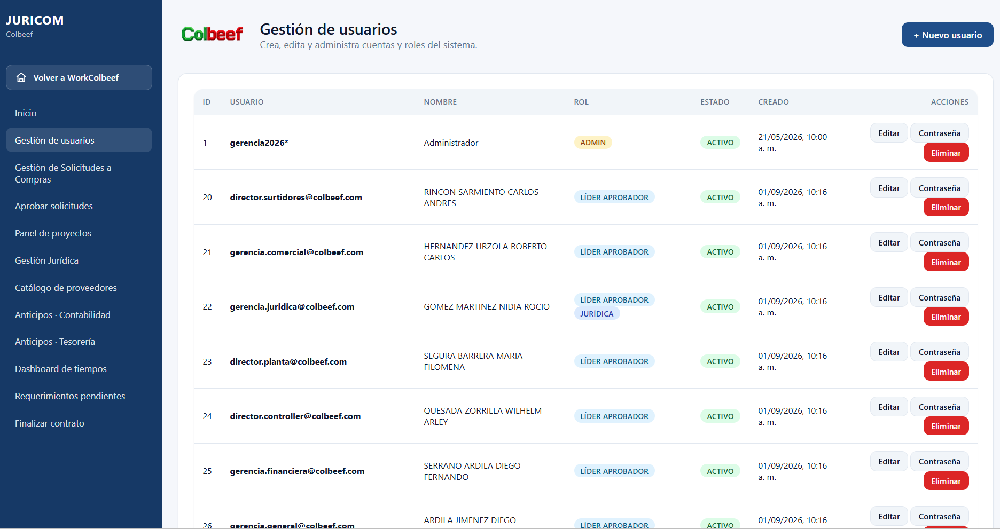 JURICOM
Colbeef
Volver a WorkColbeef
Inicio
Gestión de usuarios
Gestión de Solicitudes a
Compras
Aprobar solicitudes
Panel de proyectos
Gestión Jurídica
Catálogo de proveedores
Anticipos · Contabilidad
Anticipos · Tesorería
Dashboard de tiempos
Requerimientos pendientes
Finalizar contrato
Colbeef
Gestión de usuarios
Crea, edita y administra cuentas y roles del sistema.
+ Nuevo usuario
ID USUARIO NOMBRE ROL ESTADO CREADO ACCIONES
1 gerencia2026* Administrador ADMIN ACTIVO 21/05/2026, 10:00 Editar Contraseña
a. m. Eliminar
20 director.surtidores@colbeef.com RINCON SARMIENTO CARLOS LÍDER APROBADOR ACTIVO 01/09/2026, 10:16 Editar Contraseña
ANDRES a. m. Eliminar
21 gerencia.comercial@colbeef.com HERNANDEZ URZOLA ROBERTO LÍDER APROBADOR ACTIVO 01/09/2026, 10:16 Editar Contraseña
CARLOS a. m. Eliminar
22 gerencia.juridica@colbeef.com GOMEZ MARTINEZ NIDIA ROCIO LÍDER APROBADOR ACTIVO 01/09/2026, 10:16 Editar Contraseña
JURÍDICA a. m. Eliminar
23 director.planta@colbeef.com SEGURA BARRERA MARIA LÍDER APROBADOR ACTIVO 01/09/2026, 10:16 Editar Contraseña
FILOMENA a. m. Eliminar
24 director.controller@colbeef.com QUESADA ZORRILLA WILHELM LÍDER APROBADOR ACTIVO 01/09/2026, 10:16 Editar Contraseña
ARLEY a. m. Eliminar
25 gerencia.financiera@colbeef.com SERRANO ARDILA DIEGO LÍDER APROBADOR ACTIVO 01/09/2026, 10:16 Editar Contraseña
FERNANDO a. m. Eliminar
26 gerencia.general@colbeef.com ARDILA JIMENEZ DIEGO LÍDER APROBADOR ACTIVO 01/09/2026, 10:16 Editar Contraseña